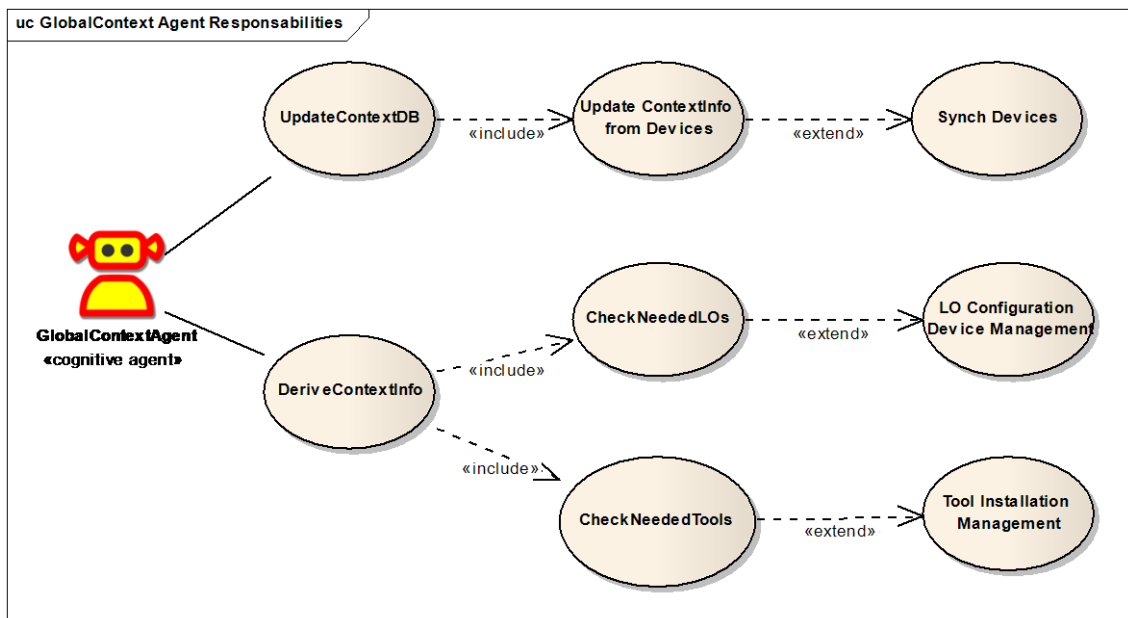 uc GlobalContext Agent Responsabilities
UpdateContextDB
«include»
Update ContextInfo
from Devices
«extend»
Synch Devices
GlobalContextAgent
«cognitive agent»
DeriveContextInfo
«include»
CheckNeededLOs
«extend»
LO Configuration
Device Management
«include»
CheckNeededTools
«extend»
Tool Installation
Management